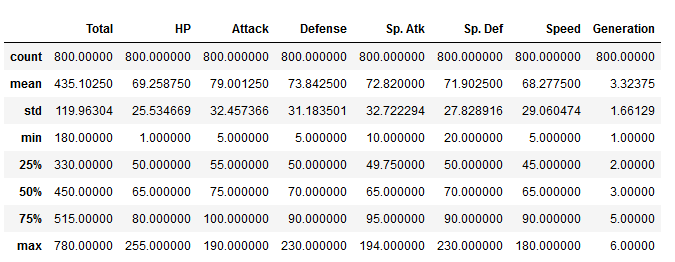 Total HP Attack Defense Sp. Atk Sp. Def Speed Generation
count 800.00000 800.000000 800.000000 800.000000 800.000000 800.000000 800.000000 800.00000
mean 435.10250 69.258750 79.001250 73.842500 72.820000 71.902500 68.277500 3.32375
std 119.96304 25.534669 32.457366 31.183501 32.722294 27.828916 29.060474 1.66129
min 180.00000 1.000000 5.000000 5.000000 10.000000 20.000000 5.000000 1.00000
25% 330.00000 50.000000 55.000000 50.000000 49.750000 50.000000 45.000000 2.00000
50% 450.00000 65.000000 75.000000 70.000000 65.000000 70.000000 65.000000 3.00000
75% 515.00000 80.000000 100.000000 90.000000 95.000000 90.000000 90.000000 5.00000
max 780.00000 255.000000 190.000000 230.000000 194.000000 230.000000 180.000000 6.00000